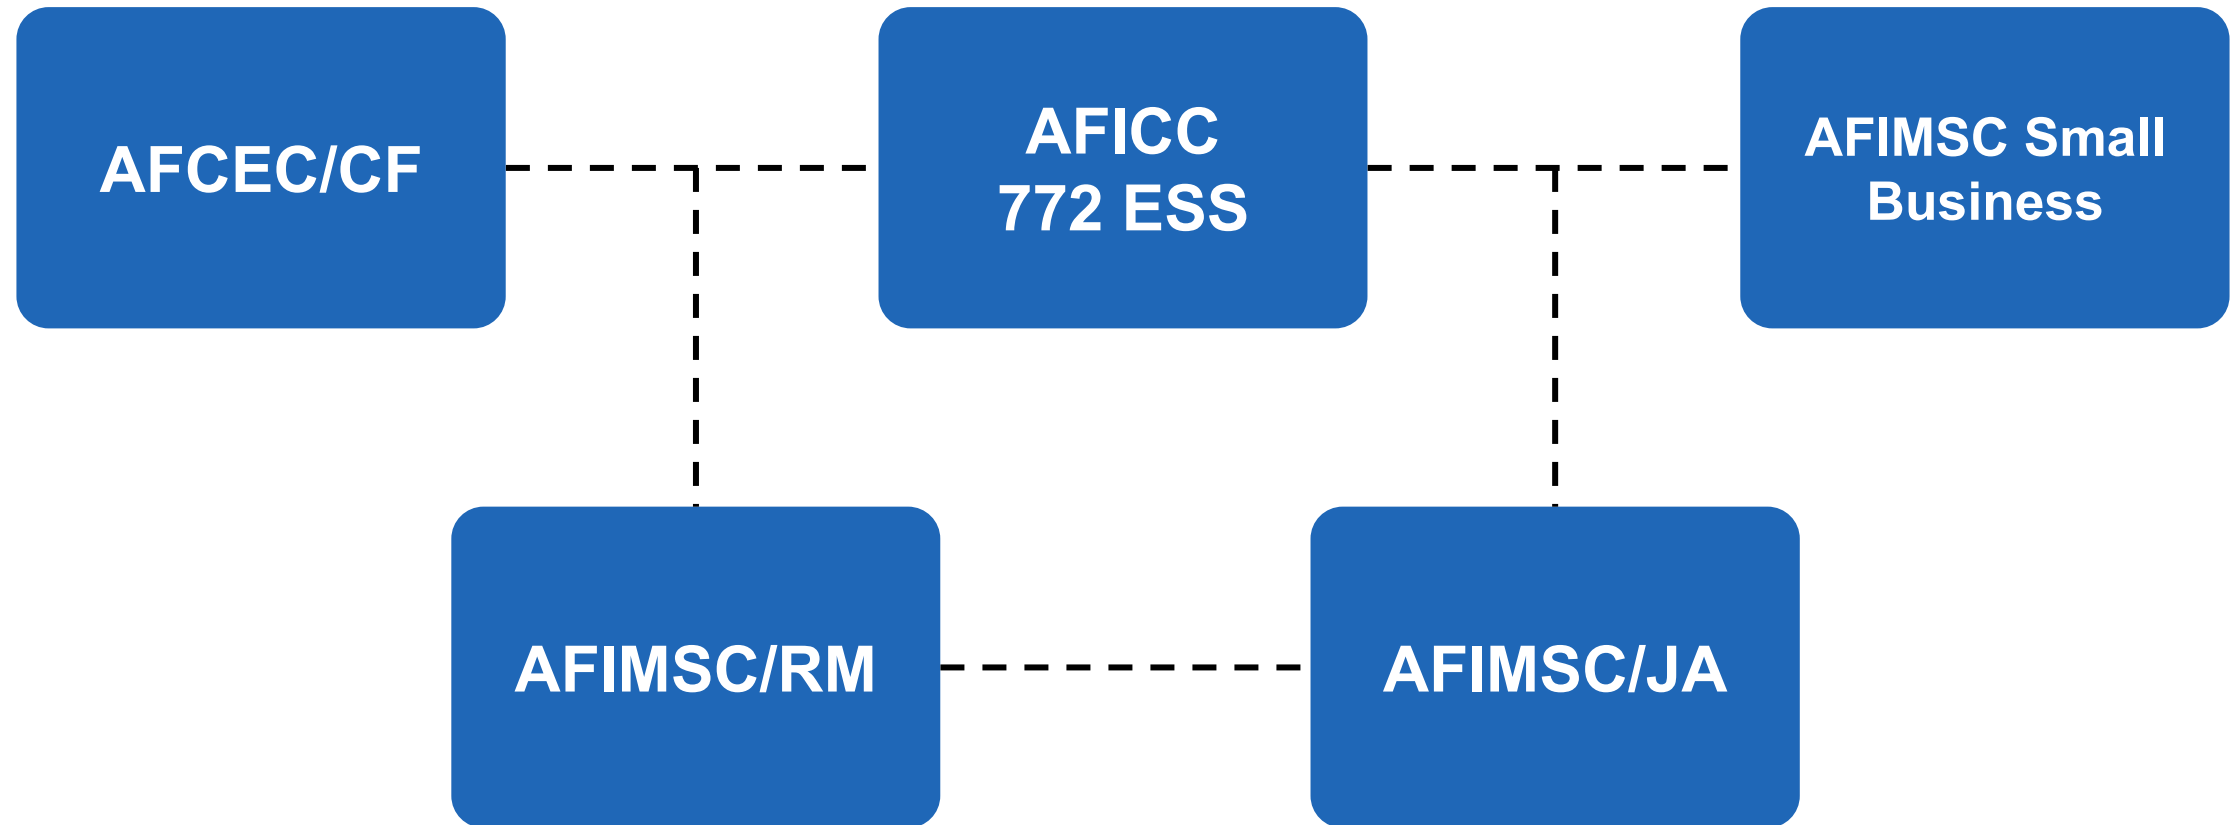 AFCEC/CF
AFICC
772 ESS
AFIMSC Small
Business
AFIMSC/RM
AFIMSC/JA